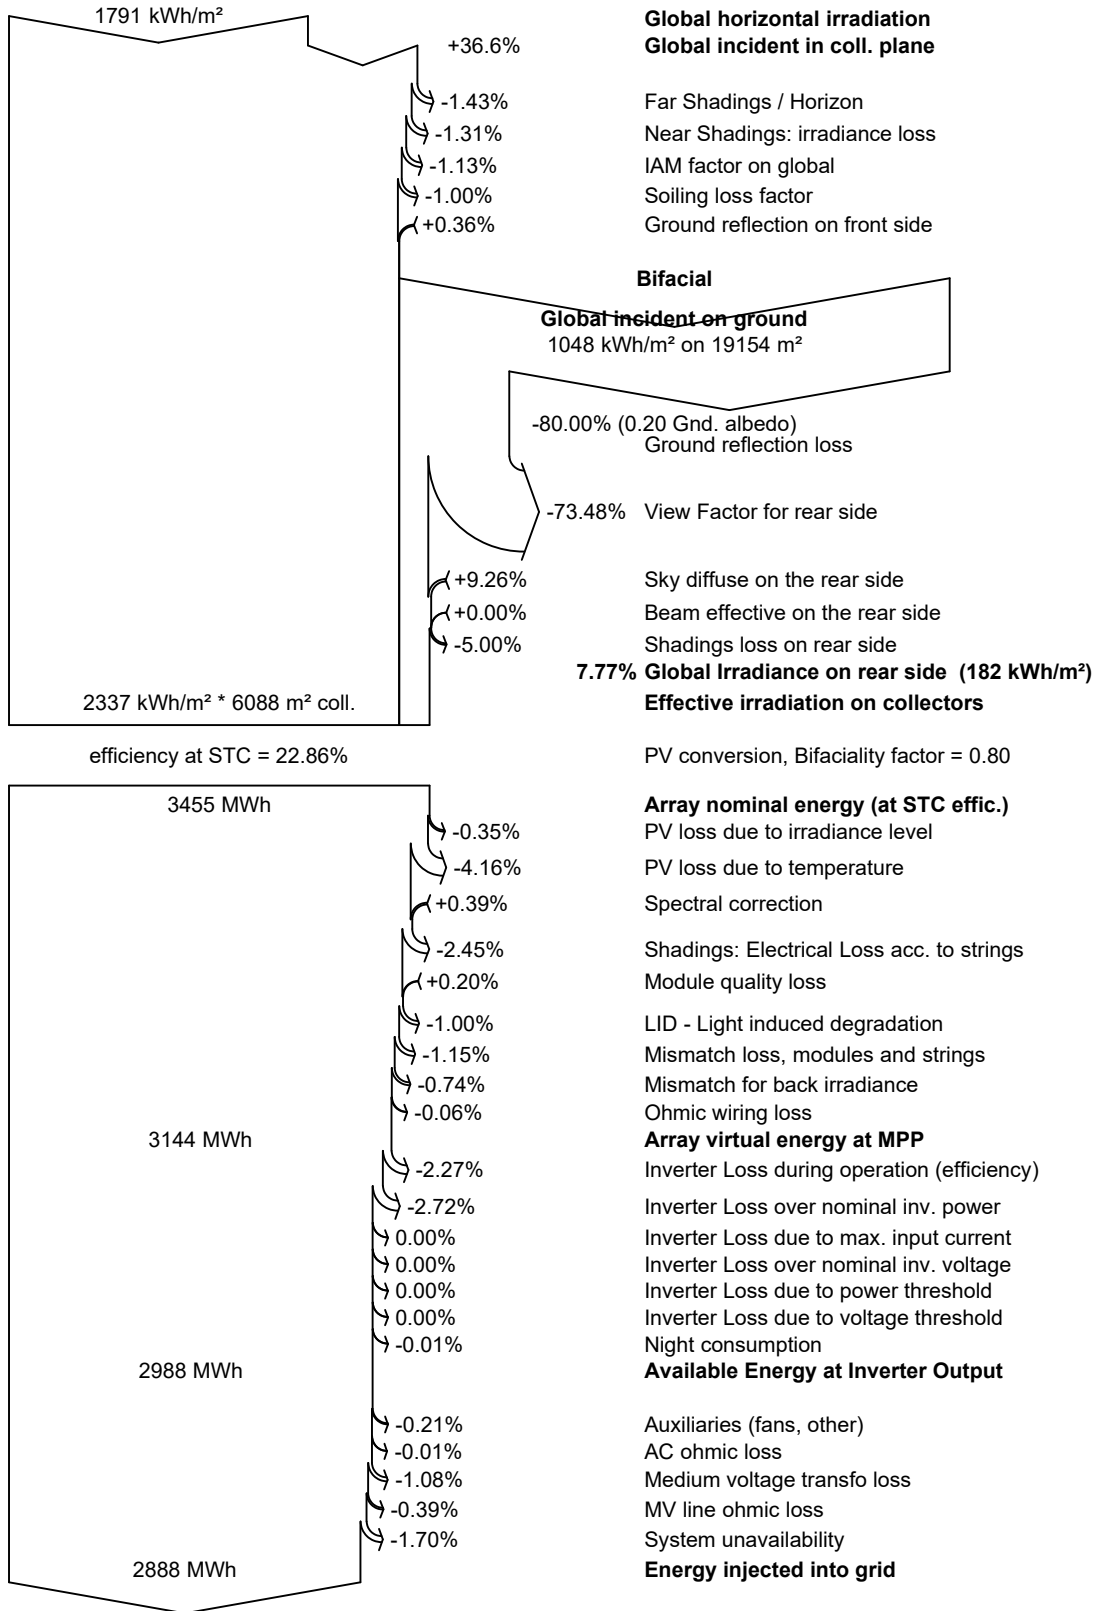 1791 kWh/m² Global horizontal irradiation
+36.6% Global incident in coll. plane
-1.43% Far Shadings / Horizon
-1.31% Near Shadings: irradiance loss
-1.13% IAM factor on global
-1.00% Soiling loss factor
+0.36% Ground reflection on front side
Bifacial
Global incident on ground
1048 kWh/m² on 19154 m²
-80.00% (0.20 Gnd. albedo)
Ground reflection loss
-73.48% View Factor for rear side
+9.26% Sky diffuse on the rear side
+0.00% Beam effective on the rear side
-5.00% Shadings loss on rear side
7.77% Global Irradiance on rear side (182 kWh/m²)
2337 kWh/m² * 6088 m² coll. Effective irradiation on collectors
efficiency at STC = 22.86% PV conversion, Bifaciality factor = 0.80
3455 MWh Array nominal energy (at STC effic.)
-0.35% PV loss due to irradiance level
-4.16% PV loss due to temperature
+0.39% Spectral correction
-2.45% Shadings: Electrical Loss acc. to strings
+0.20% Module quality loss
-1.00% LID - Light induced degradation
-1.15% Mismatch loss, modules and strings
-0.74% Mismatch for back irradiance
-0.06% Ohmic wiring loss
3144 MWh Array virtual energy at MPP
-2.27% Inverter Loss during operation (efficiency)
-2.72% Inverter Loss over nominal inv. power
0.00% Inverter Loss due to max. input current
0.00% Inverter Loss over nominal inv. voltage
0.00% Inverter Loss due to power threshold
0.00% Inverter Loss due to voltage threshold
-0.01% Night consumption
2988 MWh Available Energy at Inverter Output
-0.21% Auxiliaries (fans, other)
-0.01% AC ohmic loss
-1.08% Medium voltage transfo loss
-0.39% MV line ohmic loss
-1.70% System unavailability
2888 MWh Energy injected into grid